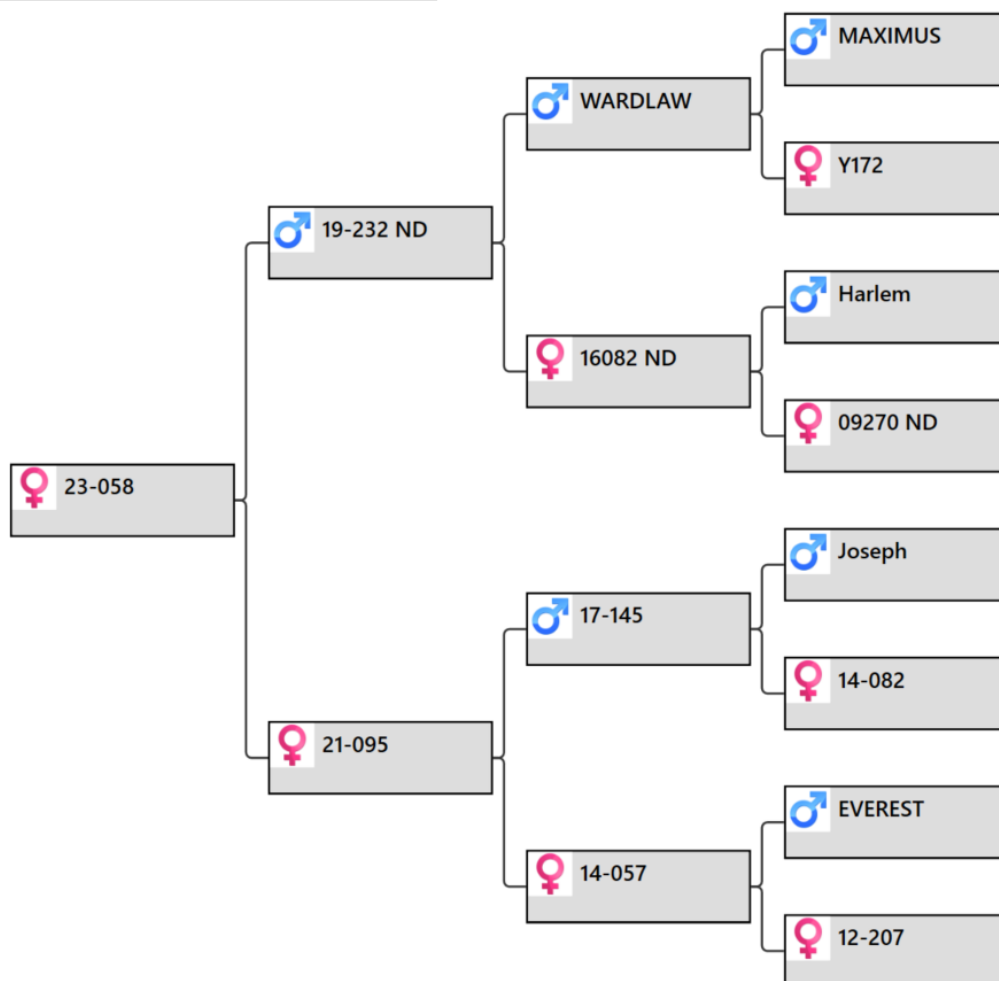 MAXIMUS
WARDLAW
Y172
19-232 ND
Harlem
16082 ND
09270 ND
23-058
Joseph
17-145
14-082
21-095
EVEREST
14-057
12-207